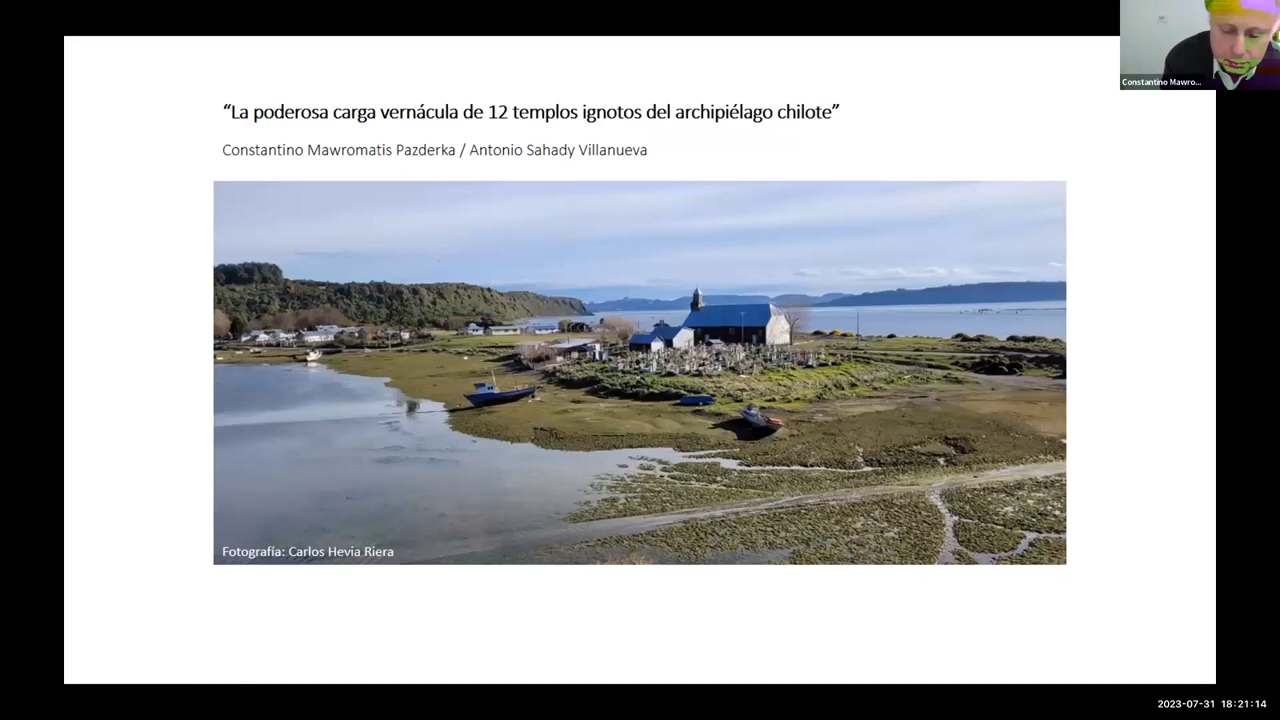 Constantino Mawro...
“La poderosa carga vernácula de 12 templos ignotos del archipiélago chilote”
Constantino Mawromatis Pazderka / Antonio Sahady Villanueva
Fotografía: Carlos Hevia Riera
2023-07-31 18:21:14